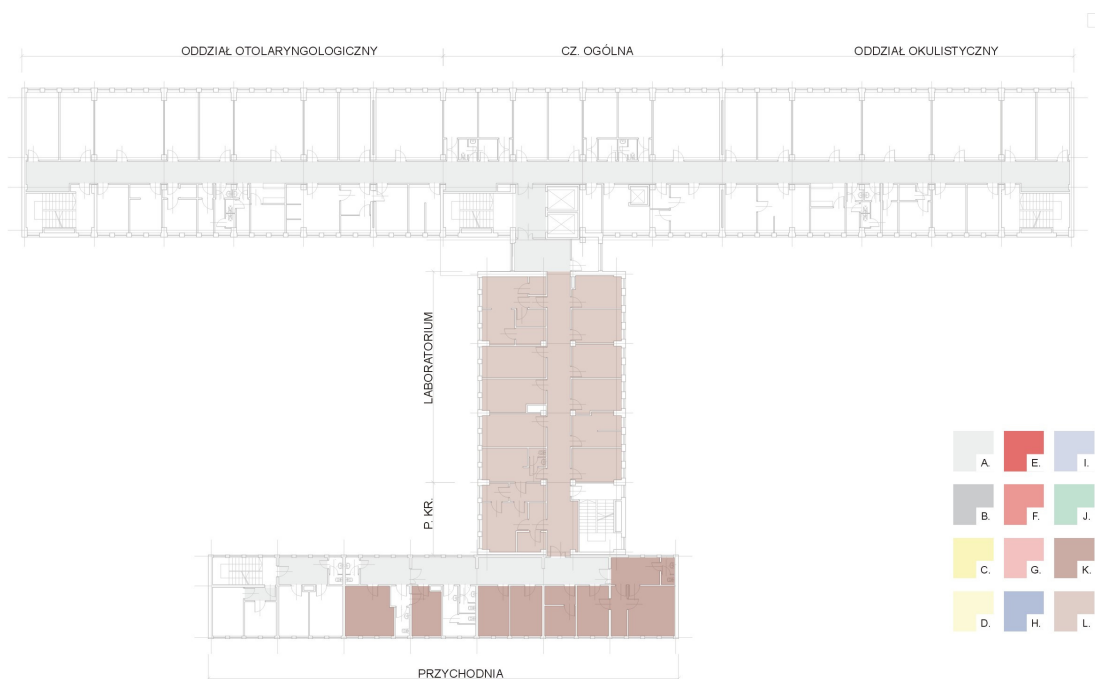 ODDZIAŁ OTOLARYNGOLOGICZNY
CZ. OGÓLNA
ODDZIAŁ OKULISTYCZNY
LABORATORIUM
P. KR.
PRZYCHODNIA
A.
E.
I.
B.
F.
J.
C.
G.
K.
D.
H.
L.